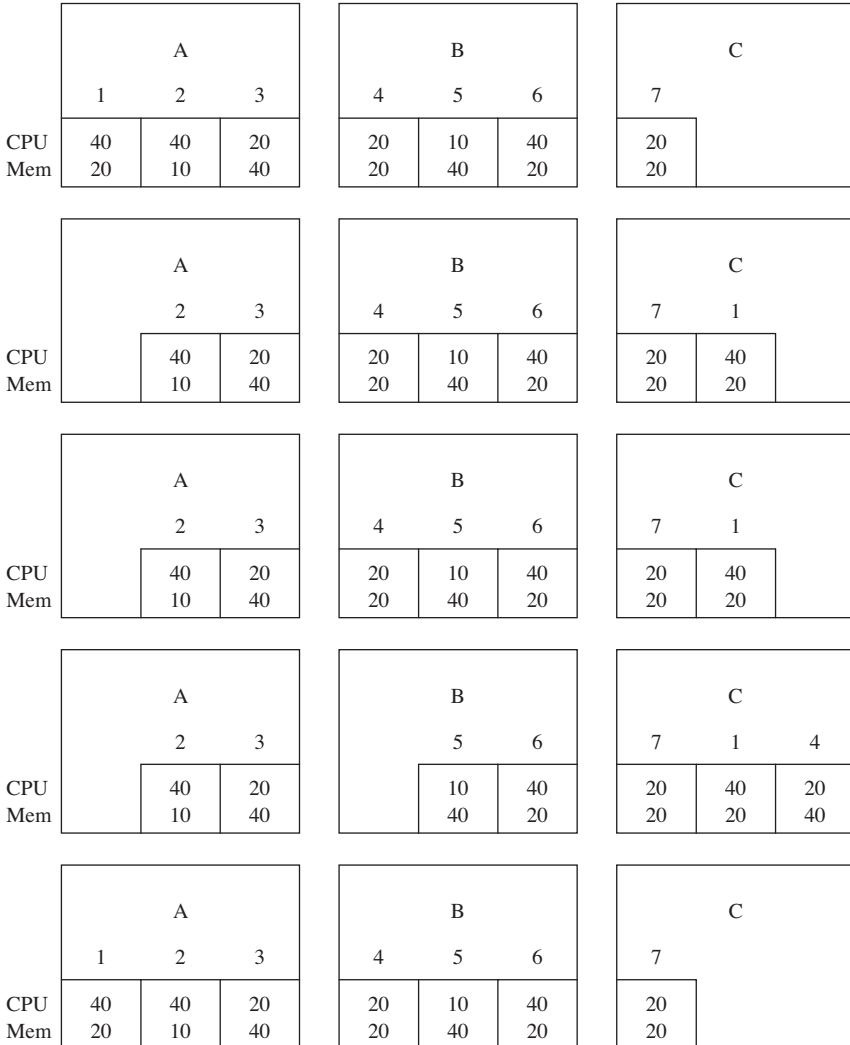 A B C
1 2 3 4 5 6 7
CPU 40 40 20 20 10 40 20
Mem 20 10 40 20 40 20 20
A B C
2 3 4 5 6 7 1
CPU 40 20 20 10 40 20 40
Mem 10 40 20 40 20 20 20
A B C
2 3 4 5 6 7 1
CPU 40 20 20 10 40 20 40
Mem 10 40 20 40 20 20 20
A B C
2 3 5 6 7 1 4
CPU 40 20 10 40 20 40 20
Mem 10 40 40 20 20 20 40
A B C
1 2 3 4 5 6 7
CPU 40 40 20 20 10 40 20
Mem 20 10 40 20 40 20 20